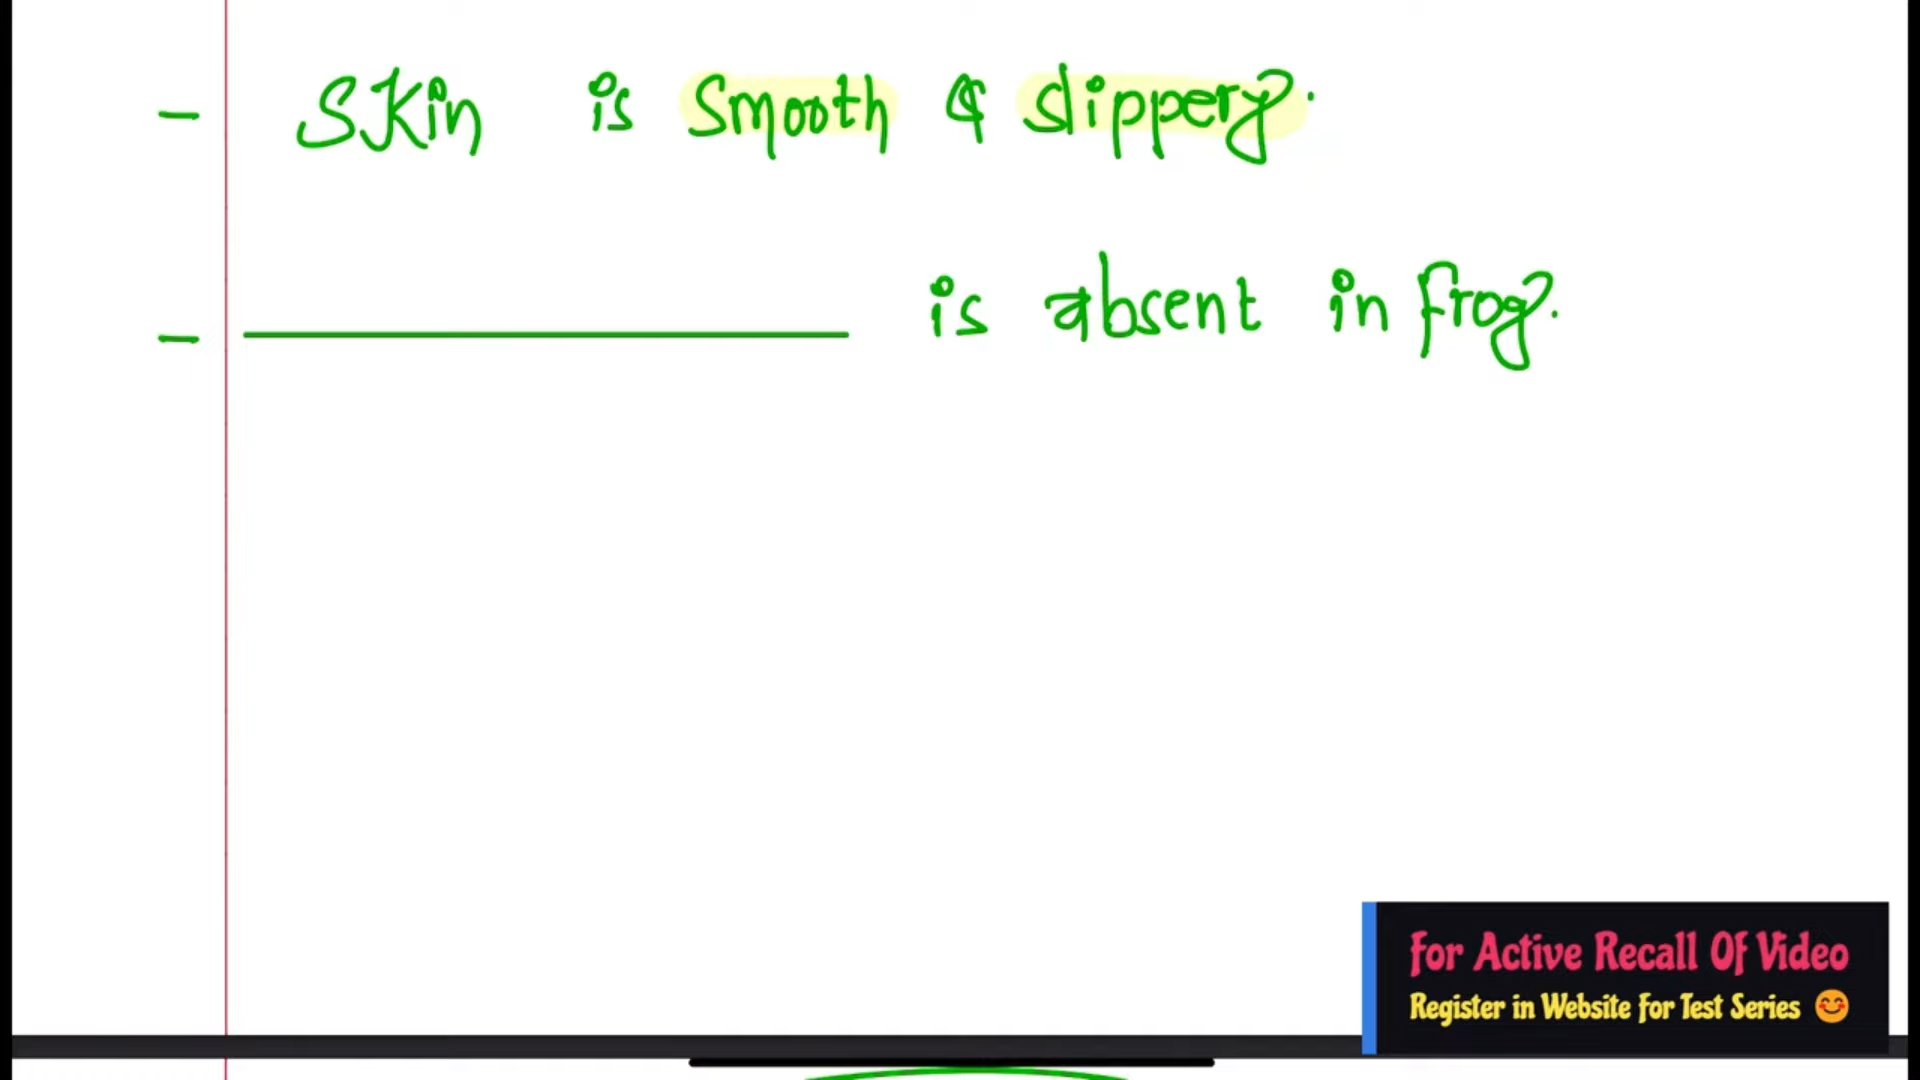 - Skin is smooth & slippery.
- ____________ is absent in frog.
For Active Recall Of Video
Register in Website for Test Series 😊